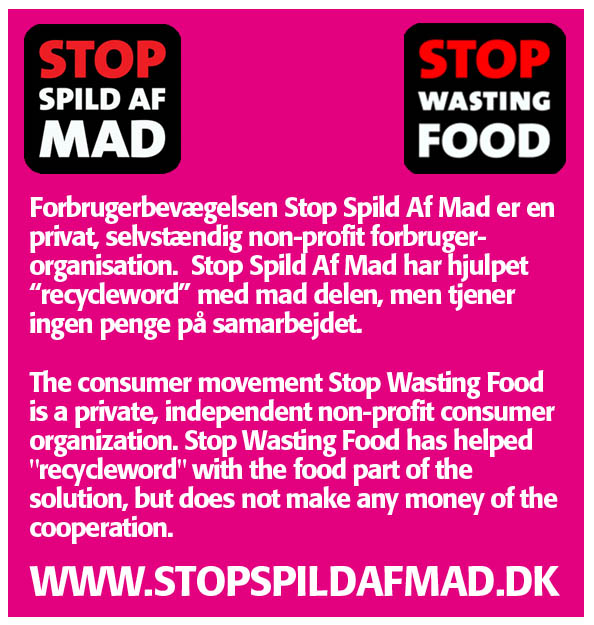 STOP
SPILD AF
MAD
STOP
WASTING
FOOD
Forbrugerbevægelsen Stop Spild Af Mad er en
privat, selvstændig non-profit forbruger-
organisation.  Stop Spild Af Mad har hjulpet
“recycleword” med mad delen, men tjener
ingen penge på samarbejdet.
The consumer movement Stop Wasting Food
is a private, independent non-profit consumer
organization. Stop Wasting Food has helped
"recycleword" with the food part of the
solution, but does not make any money of the
cooperation.
WWW.STOPSPILDAFMAD.DK